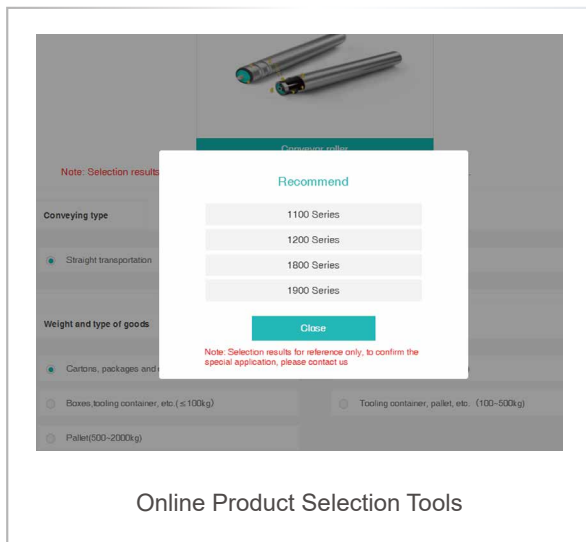 Conveyor roller
Note: Selection results
Recommend
1100 Series
1200 Series
1800 Series
1900 Series
Close
Note: Selection results for reference only, to confirm the
special application, please contact us
Conveying type
Straight transportation
Weight and type of goods
Cartons, packages and
Boxes,tooling container, etc.(≤100kg)
Tooling container, pallet, etc. (100~500kg)
Pallet(500~2000kg)
Online Product Selection Tools